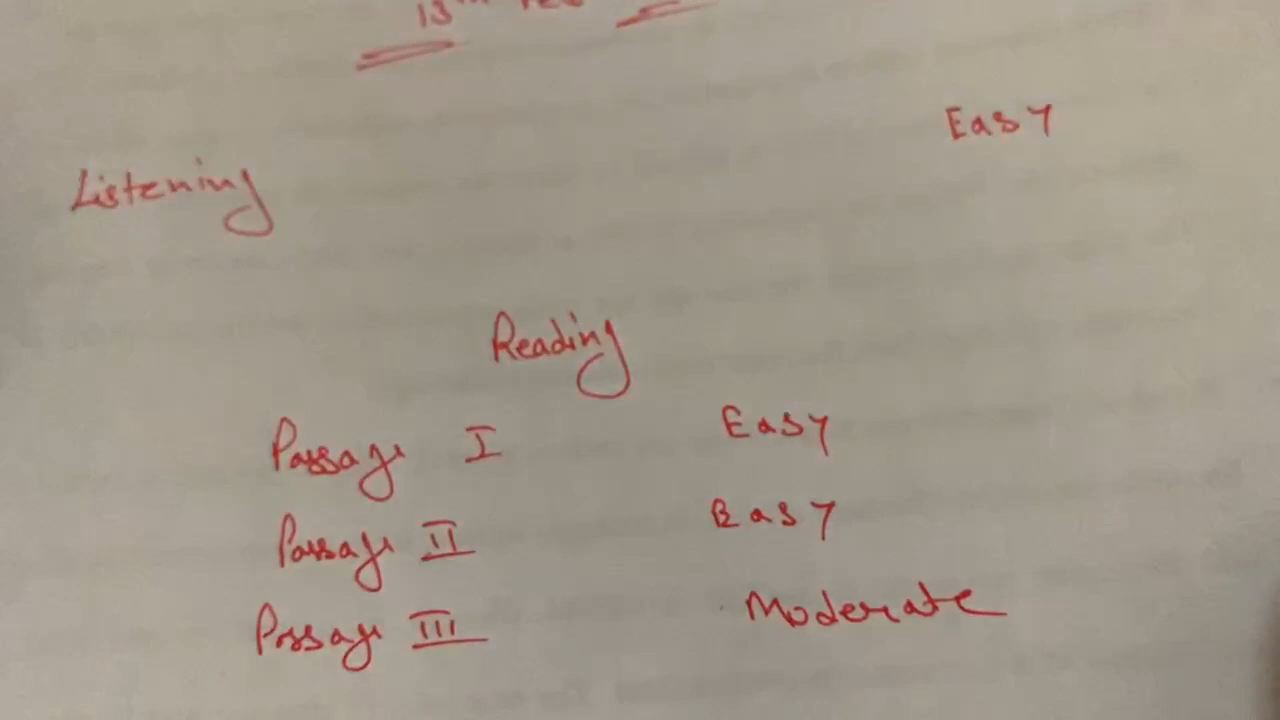 Easy
Listening
Reading
Passage I Easy
Passage II Easy
Passage III Moderate